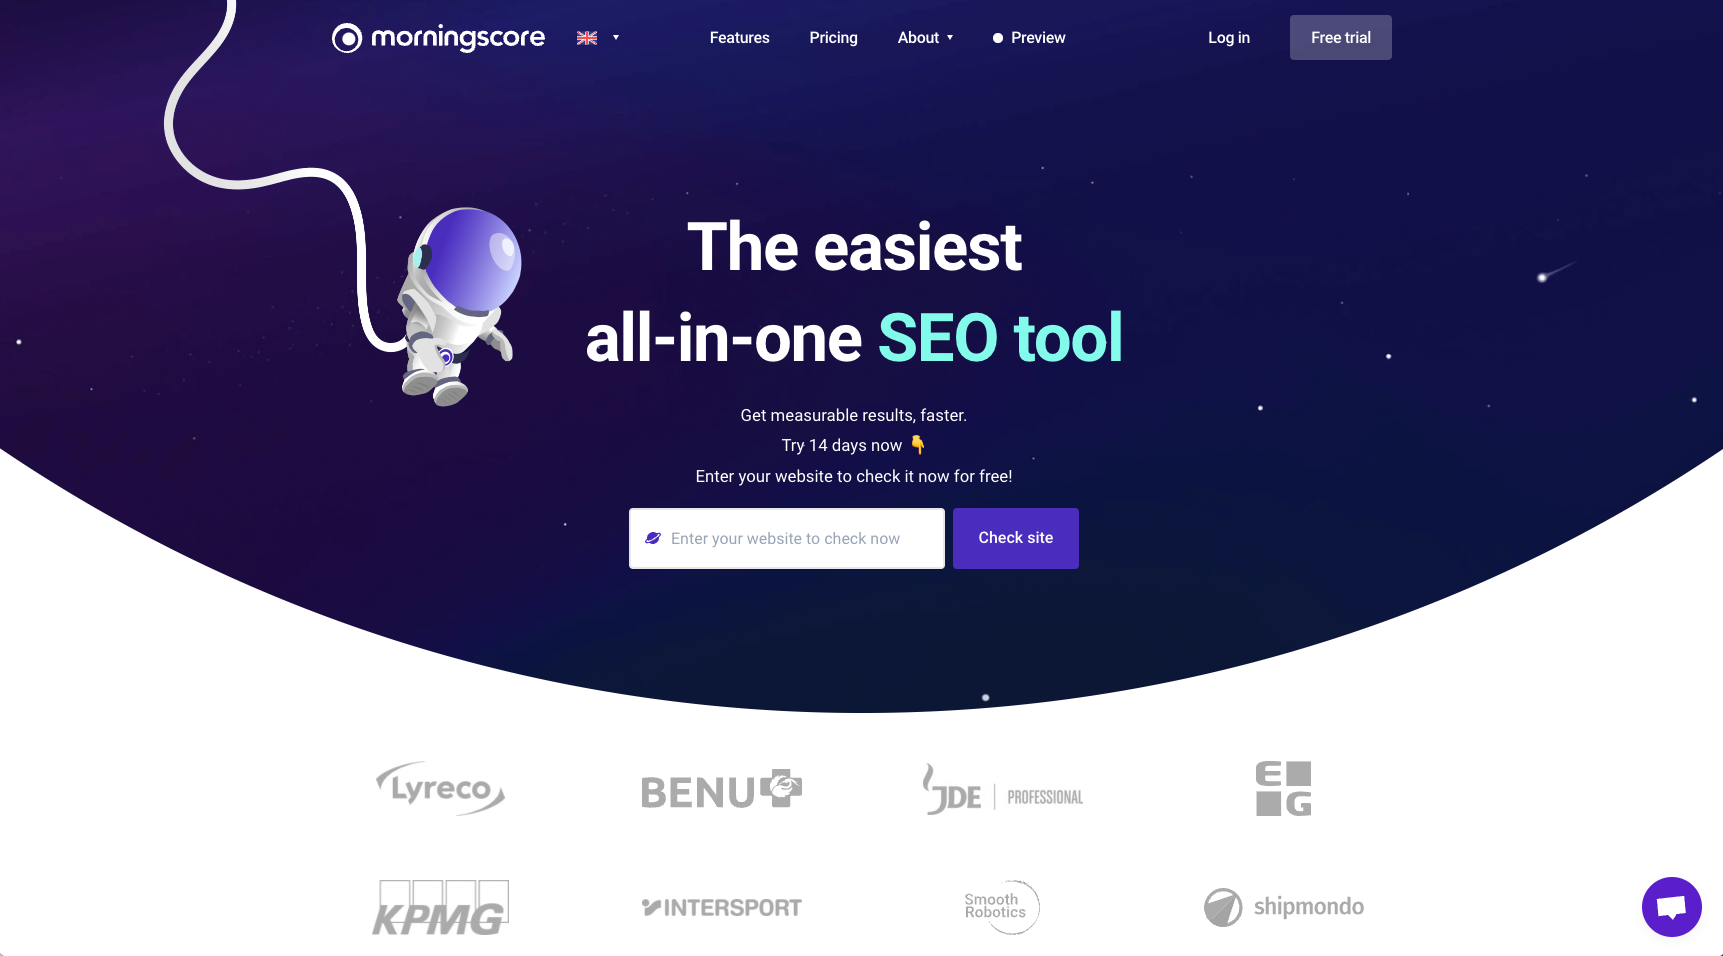 morningscore
Features
Pricing
About
Preview
Log in
Free trial
The easiest
all-in-one SEO tool
Get measurable results, faster.
Try 14 days now 👇
Enter your website to check it now for free!
Enter your website to check now
Check site
Lyreco
BENU
JDE | PROFESSIONAL
E
G
KPMG
INTERSPORT
Smooth
Robotics
shipmondo